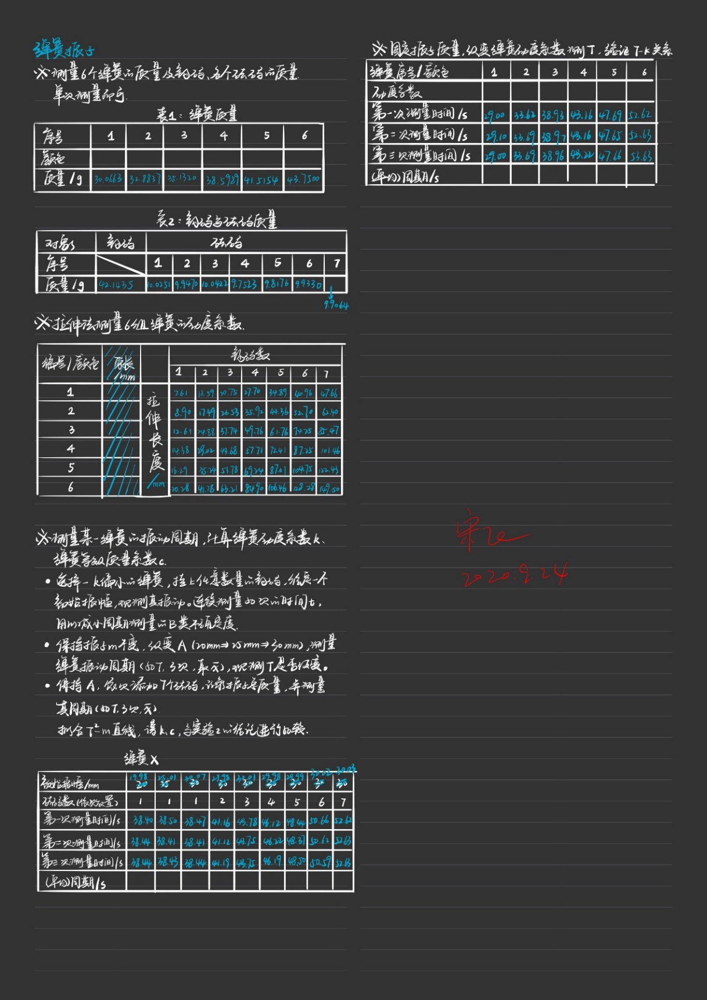 弹簧振子
※测量6个弹簧的质量及钩码、各个砝码的质量.
单次测量即可.
表1：弹簧质量
序号 1 2 3 4 5 6
颜色
质量/g 30.0663 32.8837 35.1320 38.5989 41.5154 43.7500
表2：钩码与砝码质量
对象 钩码 砝码
序号 1 2 3 4 5 6 7
质量/g 42.1435 10.0251 9.9470 10.0422 9.7523 9.8176 9.9330
↓
9.9064
※拉伸法测量6组弹簧的劲度系数.
编号/颜色 原长/mm 拉伸长度/mm 钩码数
1 2 3 4 5 6 7
1 7.61 13.59 20.75 27.70 34.89 40.96 47.66
2 8.90 17.49 26.53 35.92 44.36 52.70 62.40
3 12.61 24.88 37.74 49.76 61.76 74.25 85.47
4 14.38 29.02 43.68 57.71 72.41 87.25 101.46
5 16.29 35.24 51.78 69.24 87.01 104.75 122.43
6 20.28 41.78 63.21 84.90 106.46 128.28 149.50
※测量某一弹簧的振动周期,计算弹簧劲度系数k、
弹簧等效质量系数c.
• 选择一k偏小的弹簧,挂上任意数量的钩码,给定一个
初始振幅,观测其振动。连续测量50次的时间t,
用以减小周期测量的B类不确定度.
• 保持振子m不变,改变A(20mm⇒25mm⇒30mm),测量
弹簧振动周期(50T,3次,取x̄),观测T是否改变。
• 保持A,依次添加7个砝码,记录振子总质量,并测量
其周期(50T,3次,x̄)
拟合T²-m直线,得k、c,与实验2的结论进行比较.
弹簧X
初始振幅/mm 19.98 25.01 30.07 29.98 30.01 29.98 29.99 30.02 30.03
砝码数(依次放置) 1 1 1 2 3 4 5 6 7
第一次测量时间/s 38.40 38.50 38.47 41.16 43.78 46.12 48.44 50.66 52.62
第二次测量时间/s 38.44 38.41 38.41 41.12 43.75 46.22 48.37 50.62 52.63
第三次测量时间/s 38.44 38.43 38.44 41.19 43.75 46.19 48.50 50.59 52.63
(平均)周期/s
※固定振子质量,改变弹簧劲度系数测T,验证T-k关系
弹簧序号/颜色 1 2 3 4 5 6
劲度系数
第一次测量时间/s 29.00 33.62 38.93 43.16 47.69 52.62
第二次测量时间/s 29.10 33.69 38.97 43.16 47.65 52.63
第三次测量时间/s 29.00 33.69 38.96 43.22 47.66 53.63
(平均)周期/s
2020.9.24